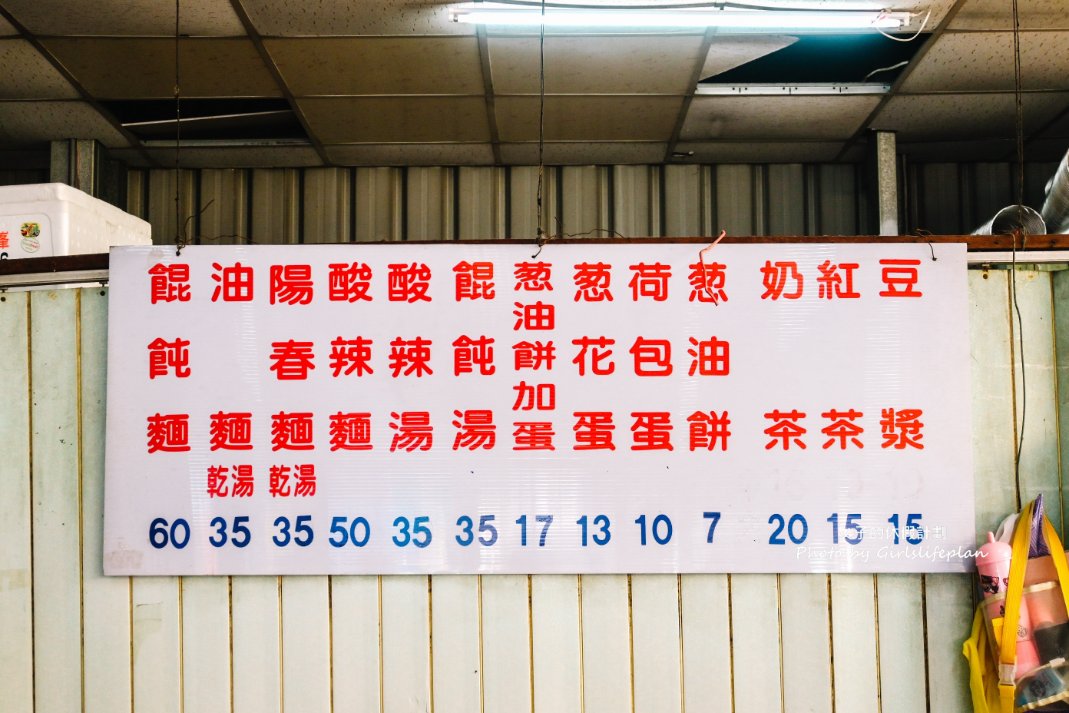 豆漿 15
紅茶 15
奶茶 20
葱油餅 7
荷包蛋 10
葱花蛋 13
葱油餅加蛋 17
餛飩湯 35
酸辣湯 35
酸辣麵 50
陽春麵 乾湯 35
油麵 乾湯 35
餛飩麵 60
Photo by Girlslifeplan